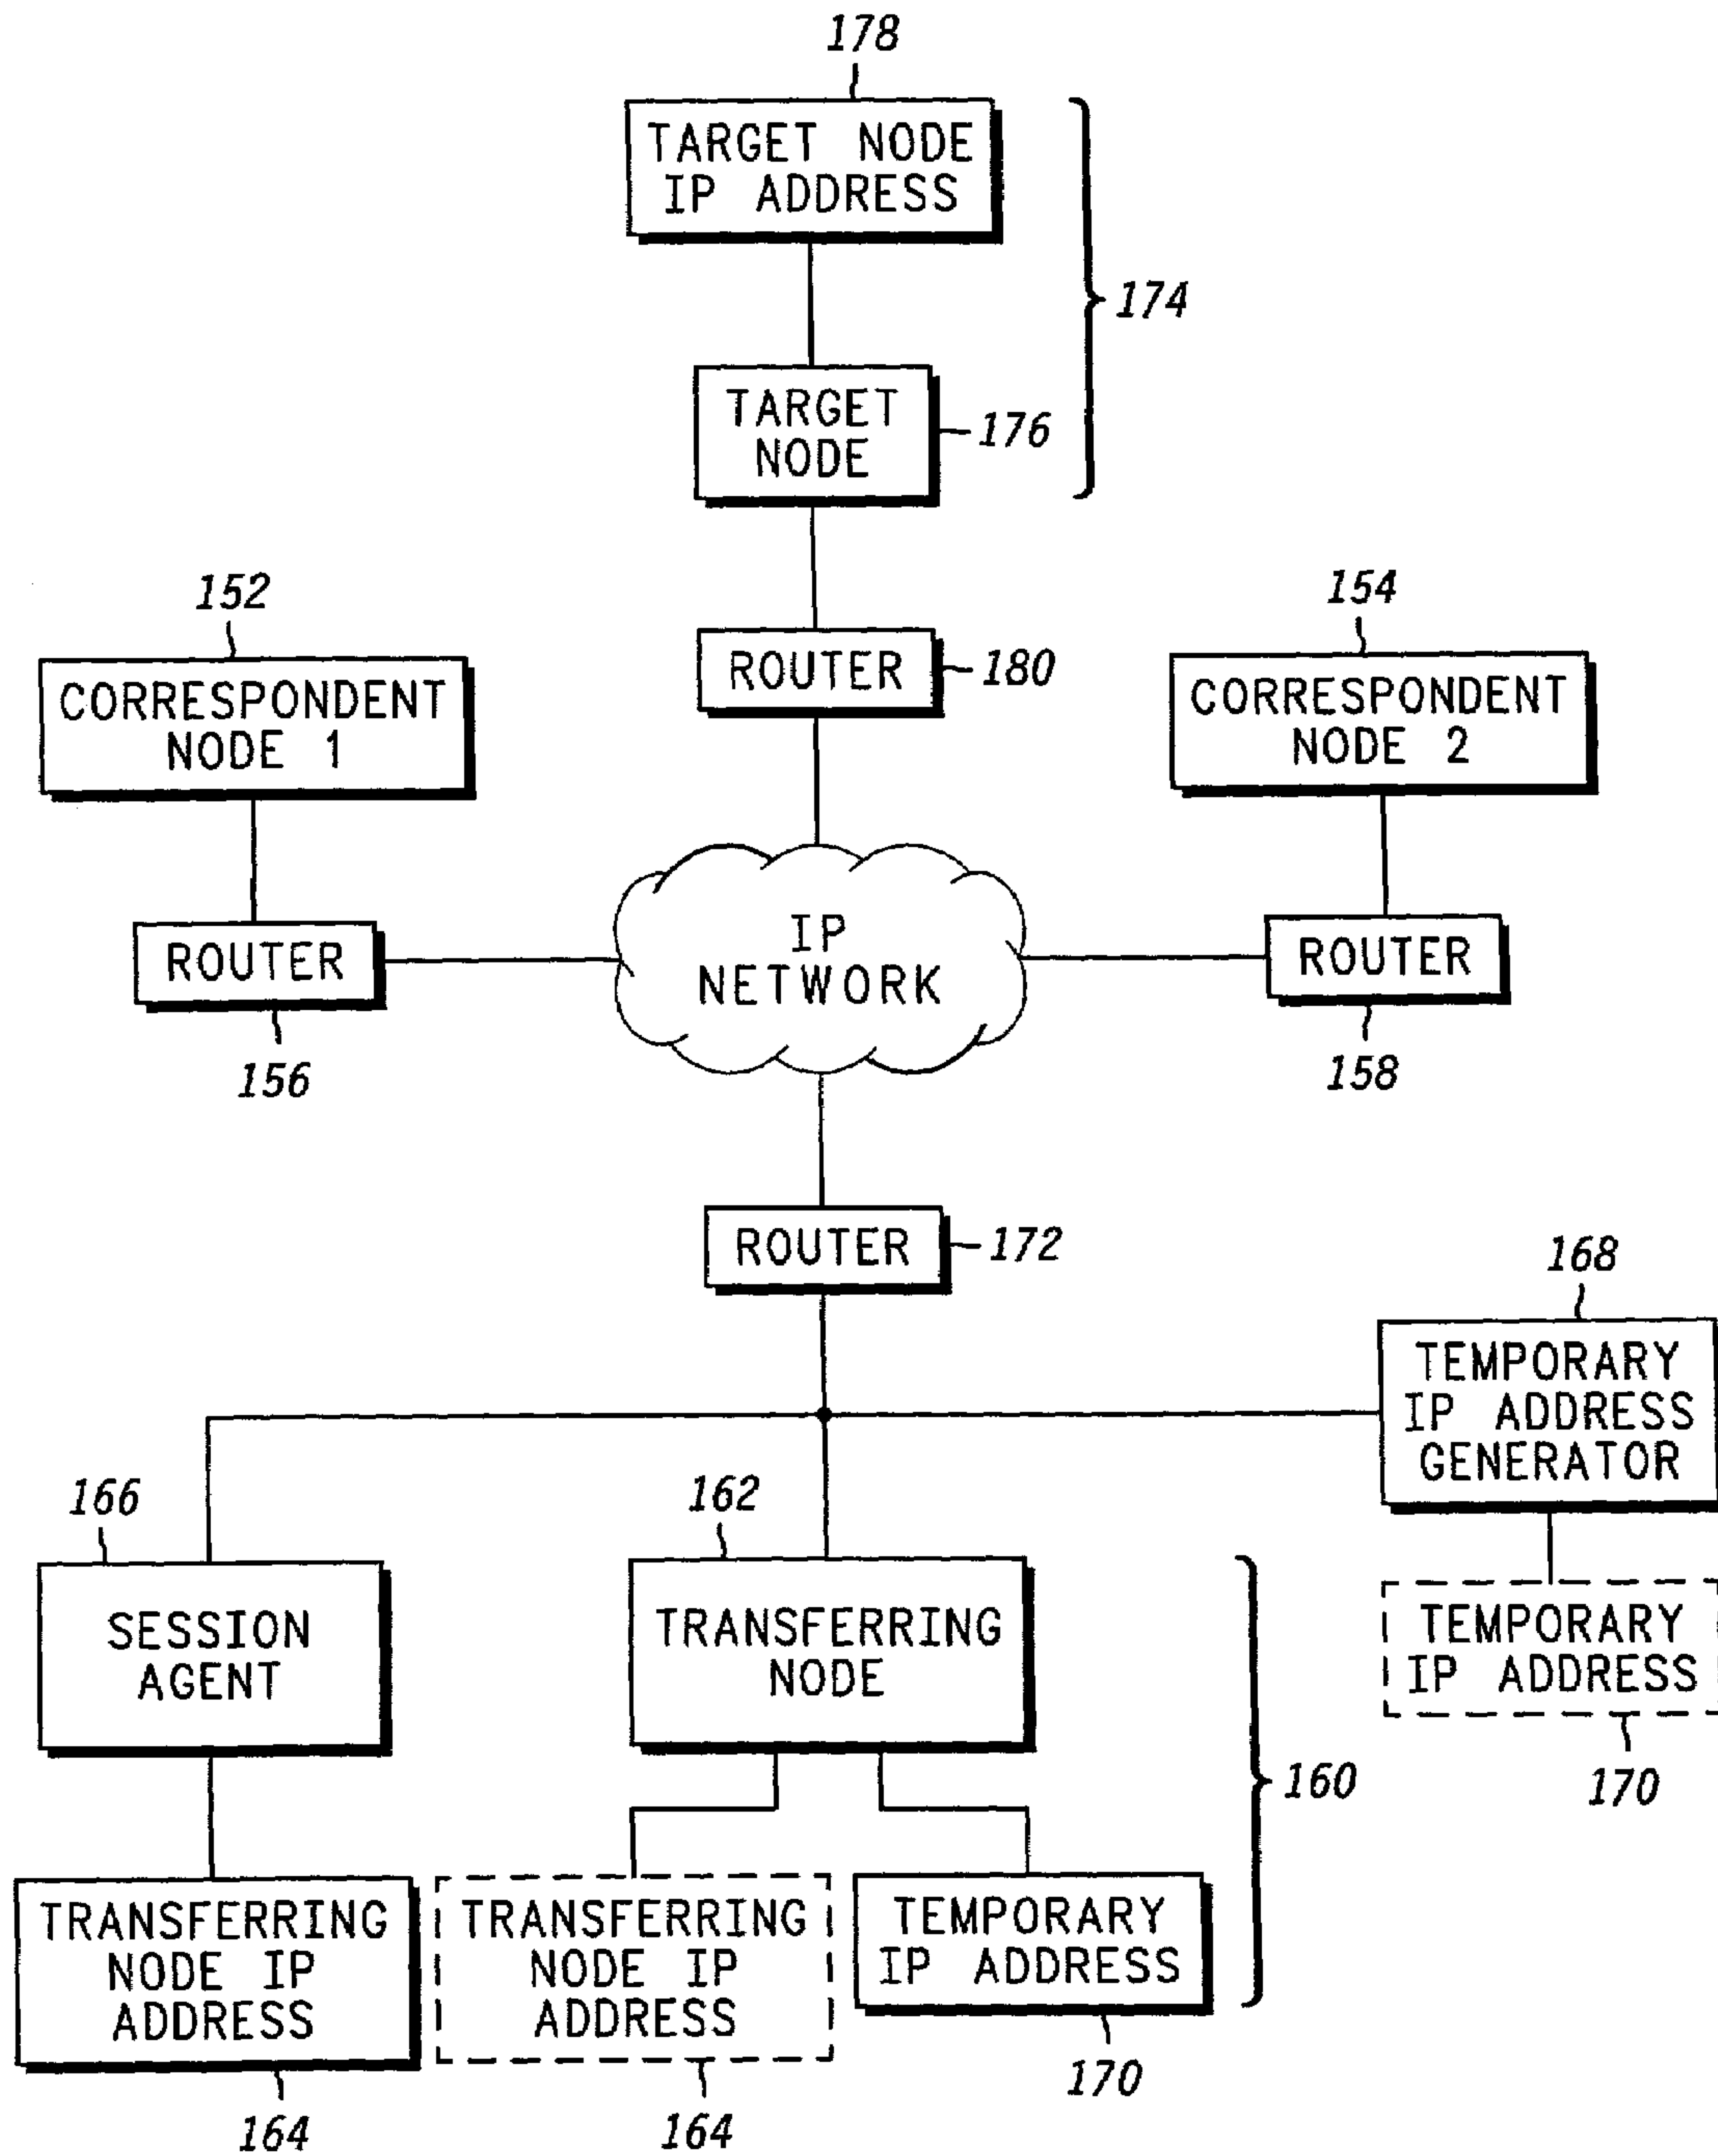 178
TARGET NODE
IP ADDRESS
174
TARGET
NODE
176
152
154
CORRESPONDENT
NODE 1
ROUTER
180
CORRESPONDENT
NODE 2
ROUTER
156
IP
NETWORK
ROUTER
158
ROUTER
172
168
TEMPORARY
IP ADDRESS
GENERATOR
166
SESSION
AGENT
162
TRANSFERRING
NODE
160
TEMPORARY
IP ADDRESS
170
TRANSFERRING
NODE IP
ADDRESS
164
TRANSFERRING
NODE IP
ADDRESS
164
TEMPORARY
IP ADDRESS
170